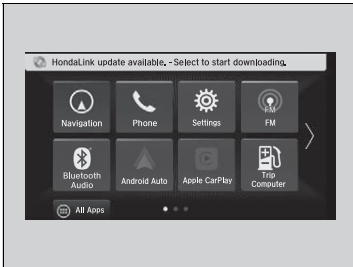 HondaLink update available. - Select to start downloading.
Navigation
Phone
Settings
FM
FM
Bluetooth
Audio
Android Auto
Apple CarPlay
Trip
Computer
All Apps